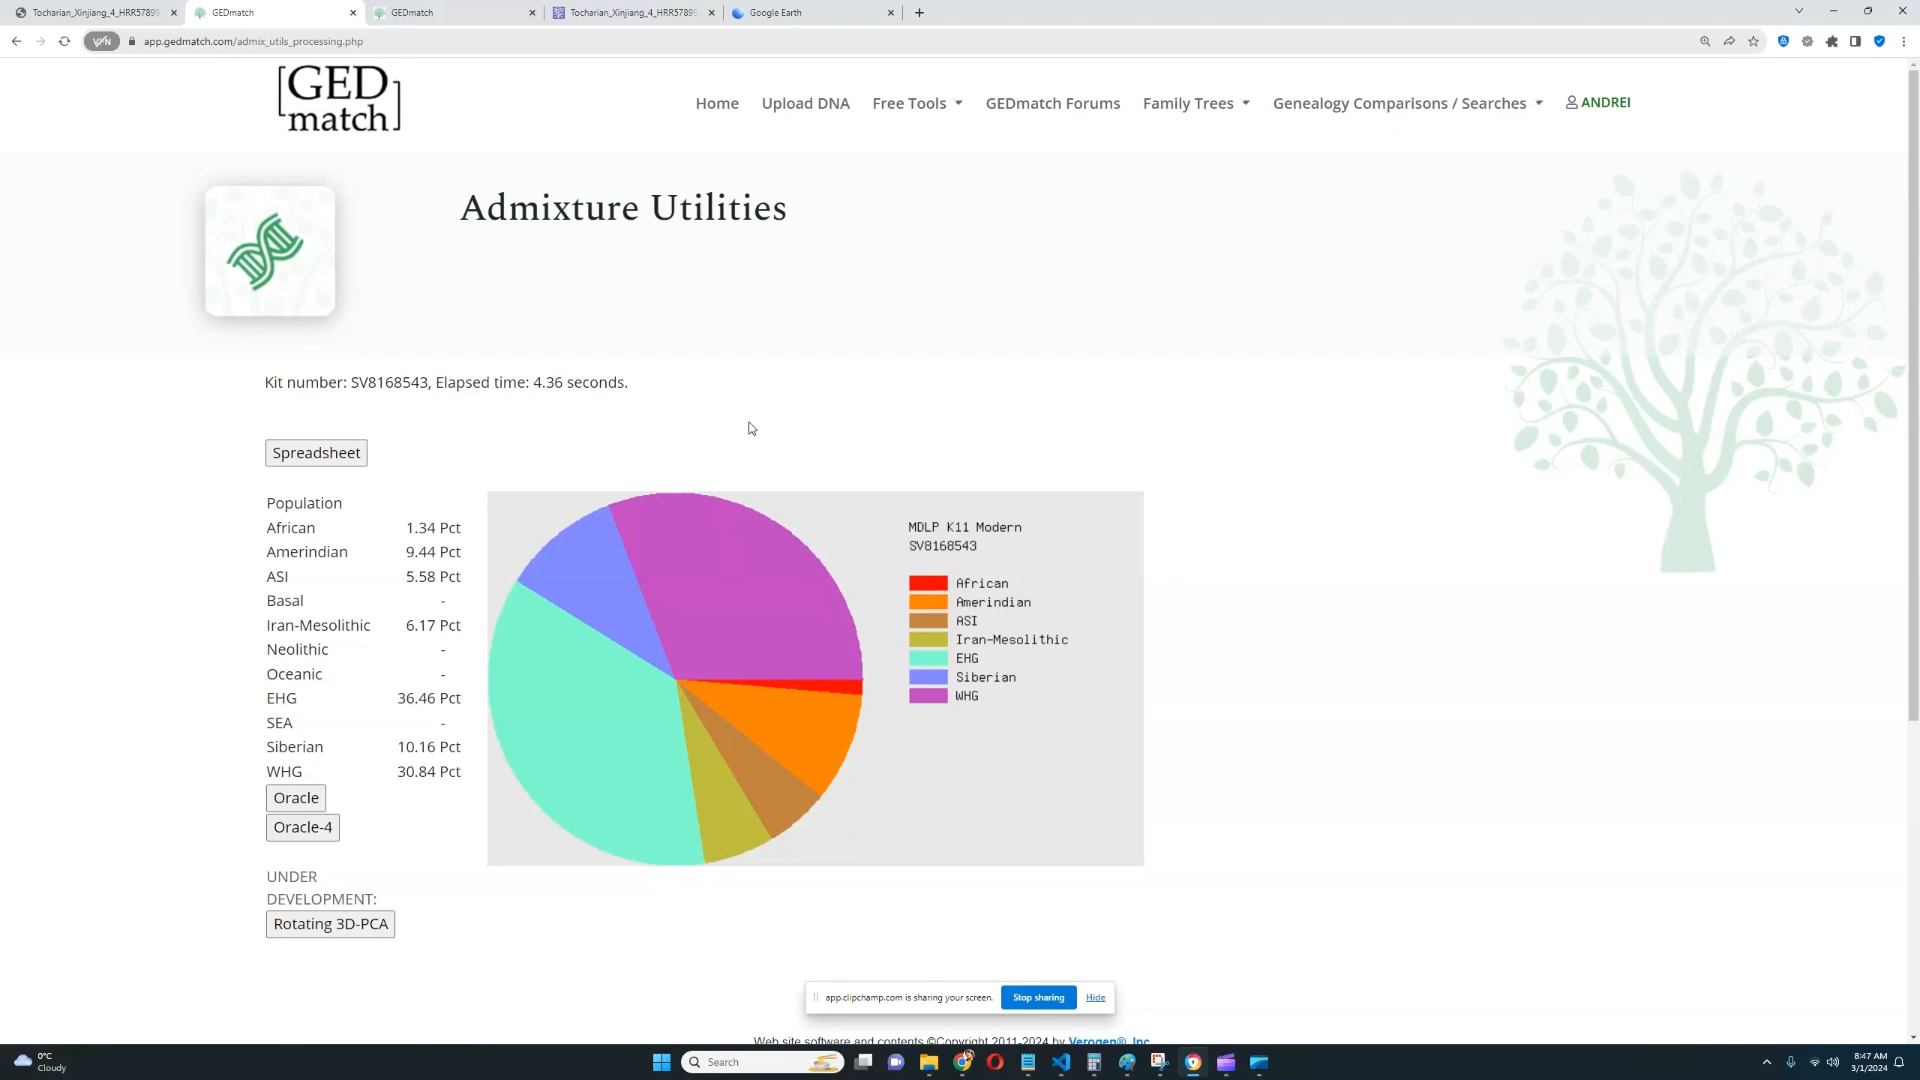 Tocharian_Xinjiang_4_HRR57899
GEDmatch
GEDmatch
Tocharian_Xinjiang_4_HRR57899
Google Earth
VPN
app.gedmatch.com/admix_utils_processing.php
[GED
match]
Home
Upload DNA
Free Tools
GEDmatch Forums
Family Trees
Genealogy Comparisons / Searches
ANDREI
Admixture Utilities
Kit number: SV8168543, Elapsed time: 4.36 seconds.
Spreadsheet
Population
African 1.34 Pct
Amerindian 9.44 Pct
ASI 5.58 Pct
Basal -
Iran-Mesolithic 6.17 Pct
Neolithic -
Oceanic -
EHG 36.46 Pct
SEA -
Siberian 10.16 Pct
WHG 30.84 Pct
Oracle
Oracle-4
UNDER
DEVELOPMENT:
Rotating 3D-PCA
MDLP K11 Modern
SV8168543
African
Amerindian
ASI
Iran-Mesolithic
EHG
Siberian
WHG
app.clipchamp.com is sharing your screen.
Stop sharing
Hide
Web site software and contents ©Copyright 2011-2024 by Verogen®, Inc
0°C
Cloudy
Search
8:47 AM
3/1/2024